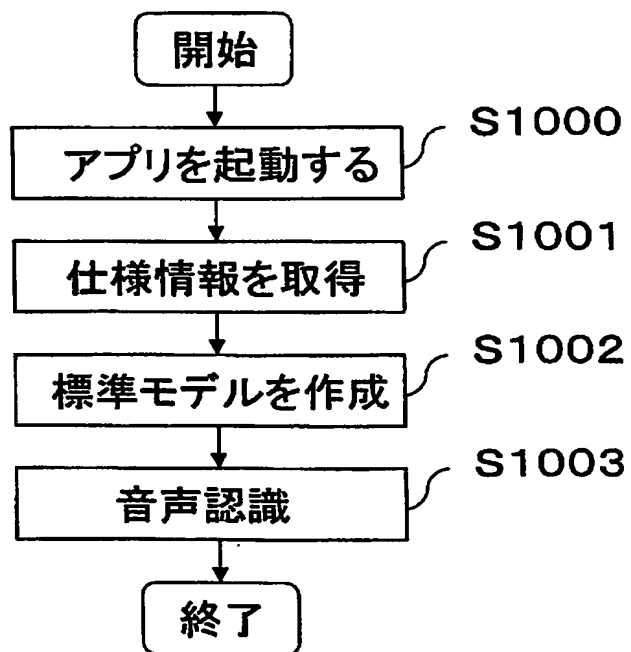 開始
S1000
アプリを起動する
S1001
仕様情報を取得
S1002
標準モデルを作成
S1003
音声認識
終了